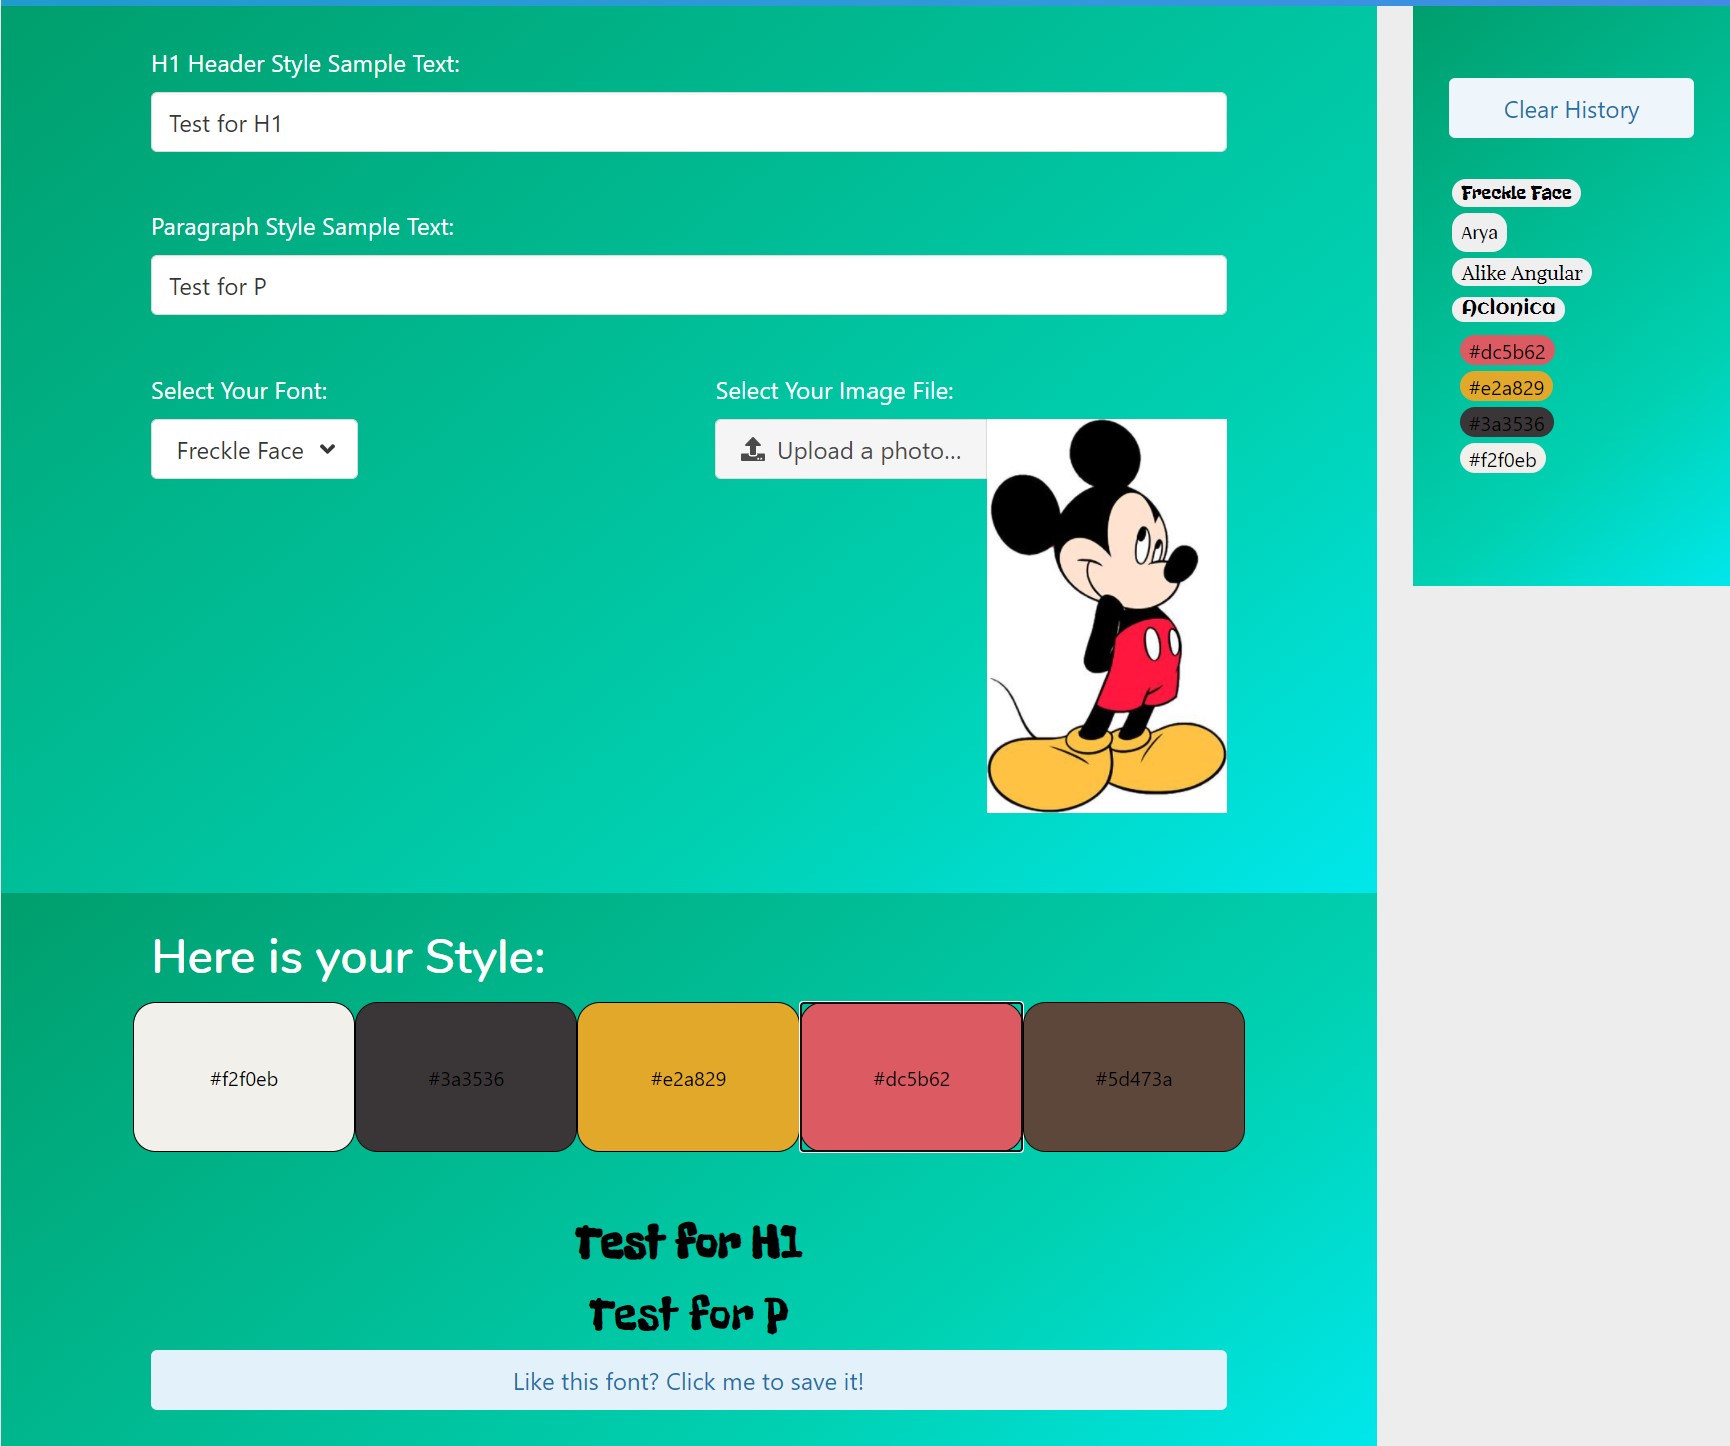 H1 Header Style Sample Text:
Test for H1
Paragraph Style Sample Text:
Test for P
Select Your Font:
Freckle Face
Select Your Image File:
Upload a photo...
Here is your Style:
#f2f0eb
#3a3536
#e2a829
#dc5b62
#5d473a
Test for H1
Test for P
Like this font? Click me to save it!
Clear History
Freckle Face
Arya
Alike Angular
Aclonica
#dc5b62
#e2a829
#3a3536
#f2f0eb